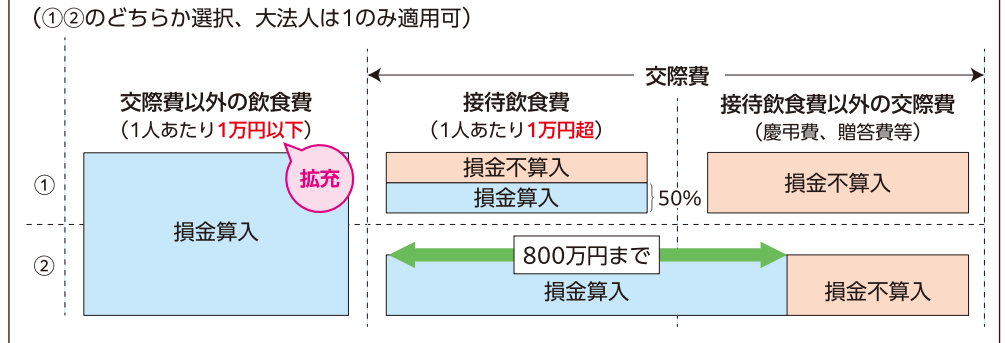 （①②のどちらか選択、大法人は1のみ適用可）
交際費
交際費以外の飲食費
（1人あたり1万円以下）
接待飲食費
（1人あたり1万円超）
接待飲食費以外の交際費
（慶弔費、贈答費等）
拡充
①
損金算入
損金不算入
損金算入
50%
損金不算入
②
800万円まで
損金算入
損金不算入